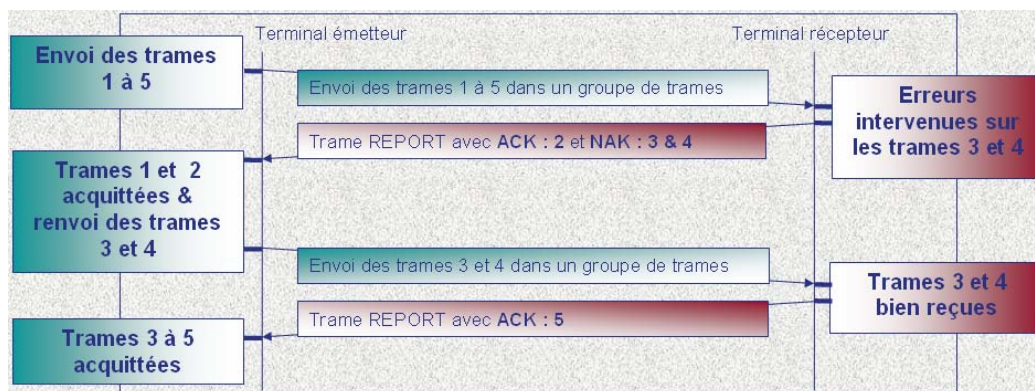 Terminal émetteur
Terminal récepteur
Envoi des trames
1 à 5
Envoi des trames 1 à 5 dans un groupe de trames
Erreurs
intervenues sur
les trames 3 et 4
Trame REPORT avec ACK : 2 et NAK : 3 & 4
Trames 1 et 2
acquittées &
renvoi des trames
3 et 4
Envoi des trames 3 et 4 dans un groupe de trames
Trames 3 et 4
bien reçues
Trame REPORT avec ACK : 5
Trames 3 à 5
acquittées